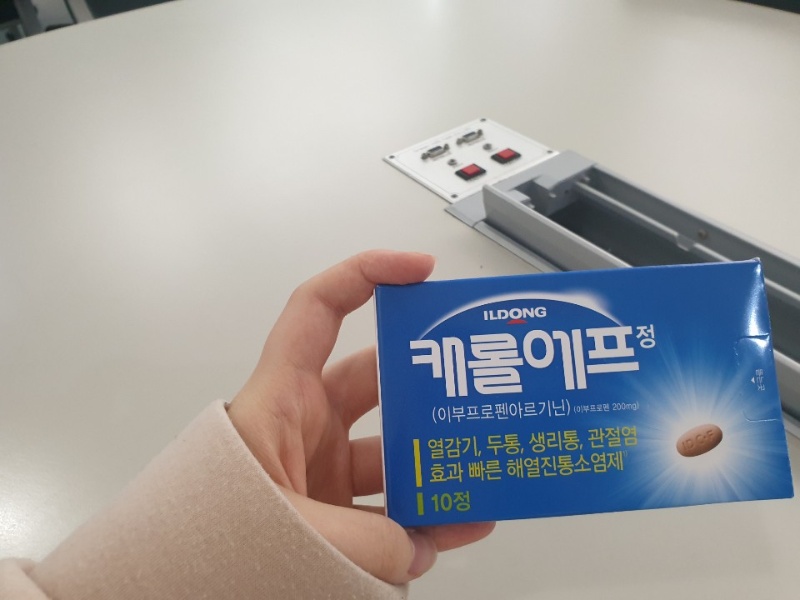 ILDONG
캐롤에프정
(이부프로펜아르기닌) (이부프로펜 200mg)
열감기, 두통, 생리통, 관절염
효과 빠른 해열진통소염제
10정